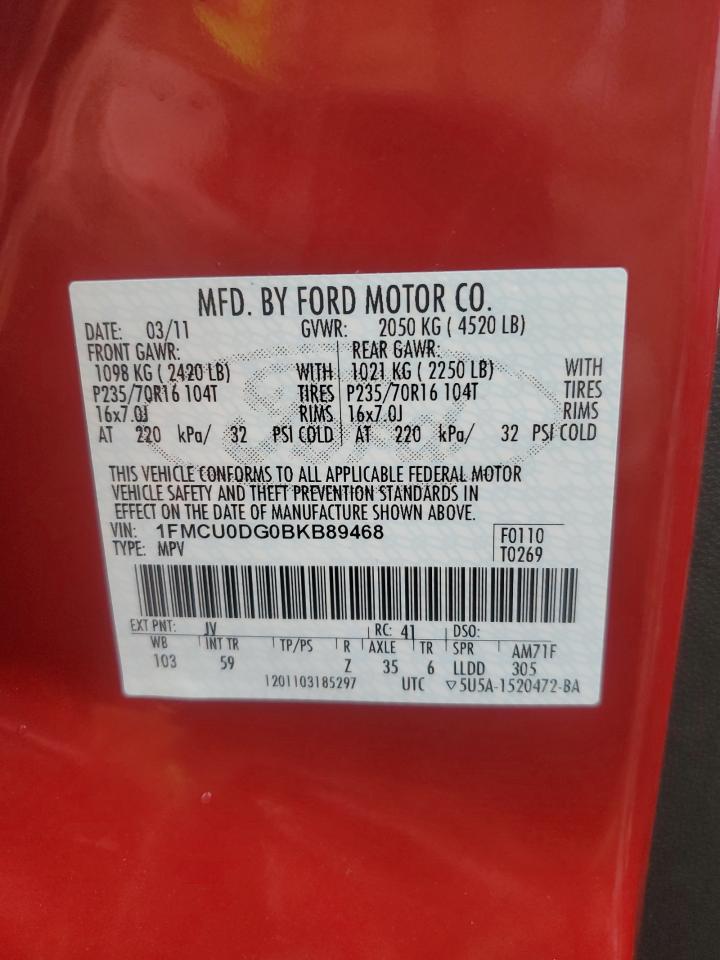 MFD. BY FORD MOTOR CO.
DATE: 03/11 GVWR: 2050 KG ( 4520 LB)
FRONT GAWR: REAR GAWR:
1098 KG ( 2420 LB) WITH 1021 KG ( 2250 LB) WITH
P235/70R16 104T TIRES P235/70R16 104T TIRES
16x7.0J RIMS 16x7.0J RIMS
AT 220 kPa/ 32 PSI COLD AT 220 kPa/ 32 PSI COLD
THIS VEHICLE CONFORMS TO ALL APPLICABLE FEDERAL MOTOR
VEHICLE SAFETY AND THEFT PREVENTION STANDARDS IN
EFFECT ON THE DATE OF MANUFACTURE SHOWN ABOVE.
VIN: 1FMCU0DG0BKB89468 F0110
TYPE: MPV T0269
EXT PNT: JV RC: 41 DSO:
WB INT TR TP/PS R AXLE TR SPR AM71F
103 59 Z 35 6 LLDD 305
1201103185297 UTC ▽5U5A-1520472-BA